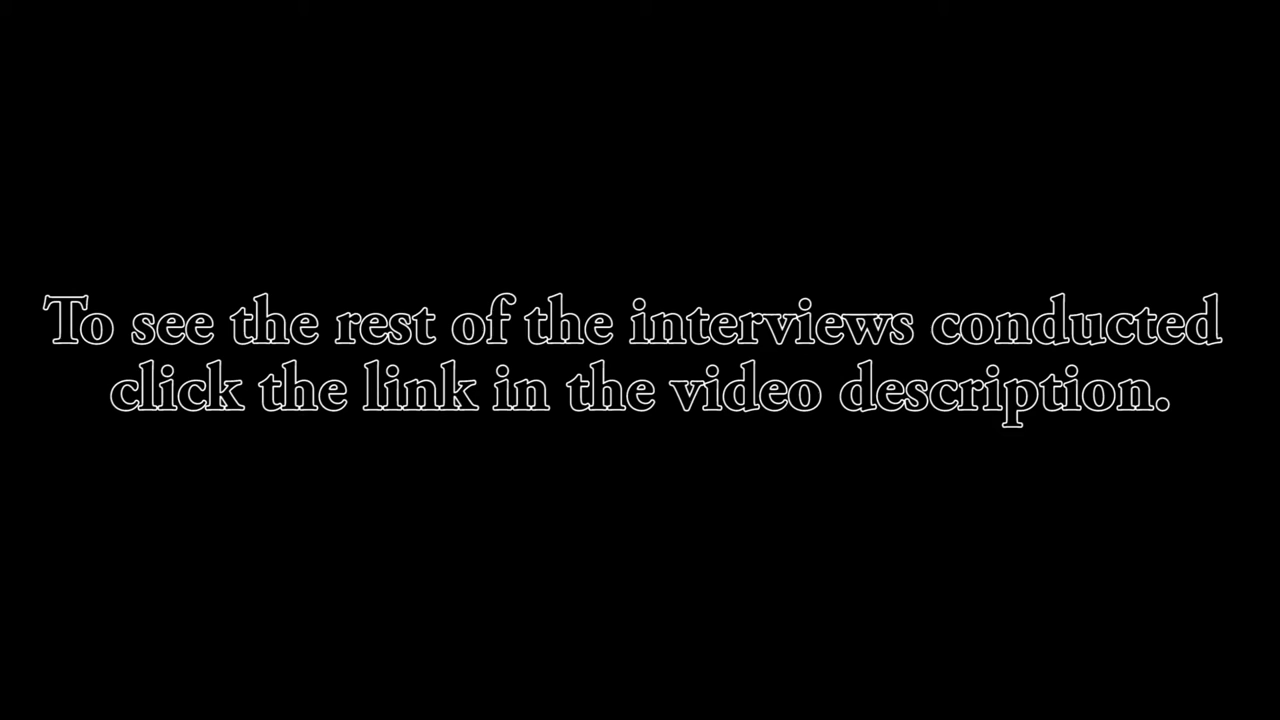 To see the rest of the interviews conducted
click the link in the video description.